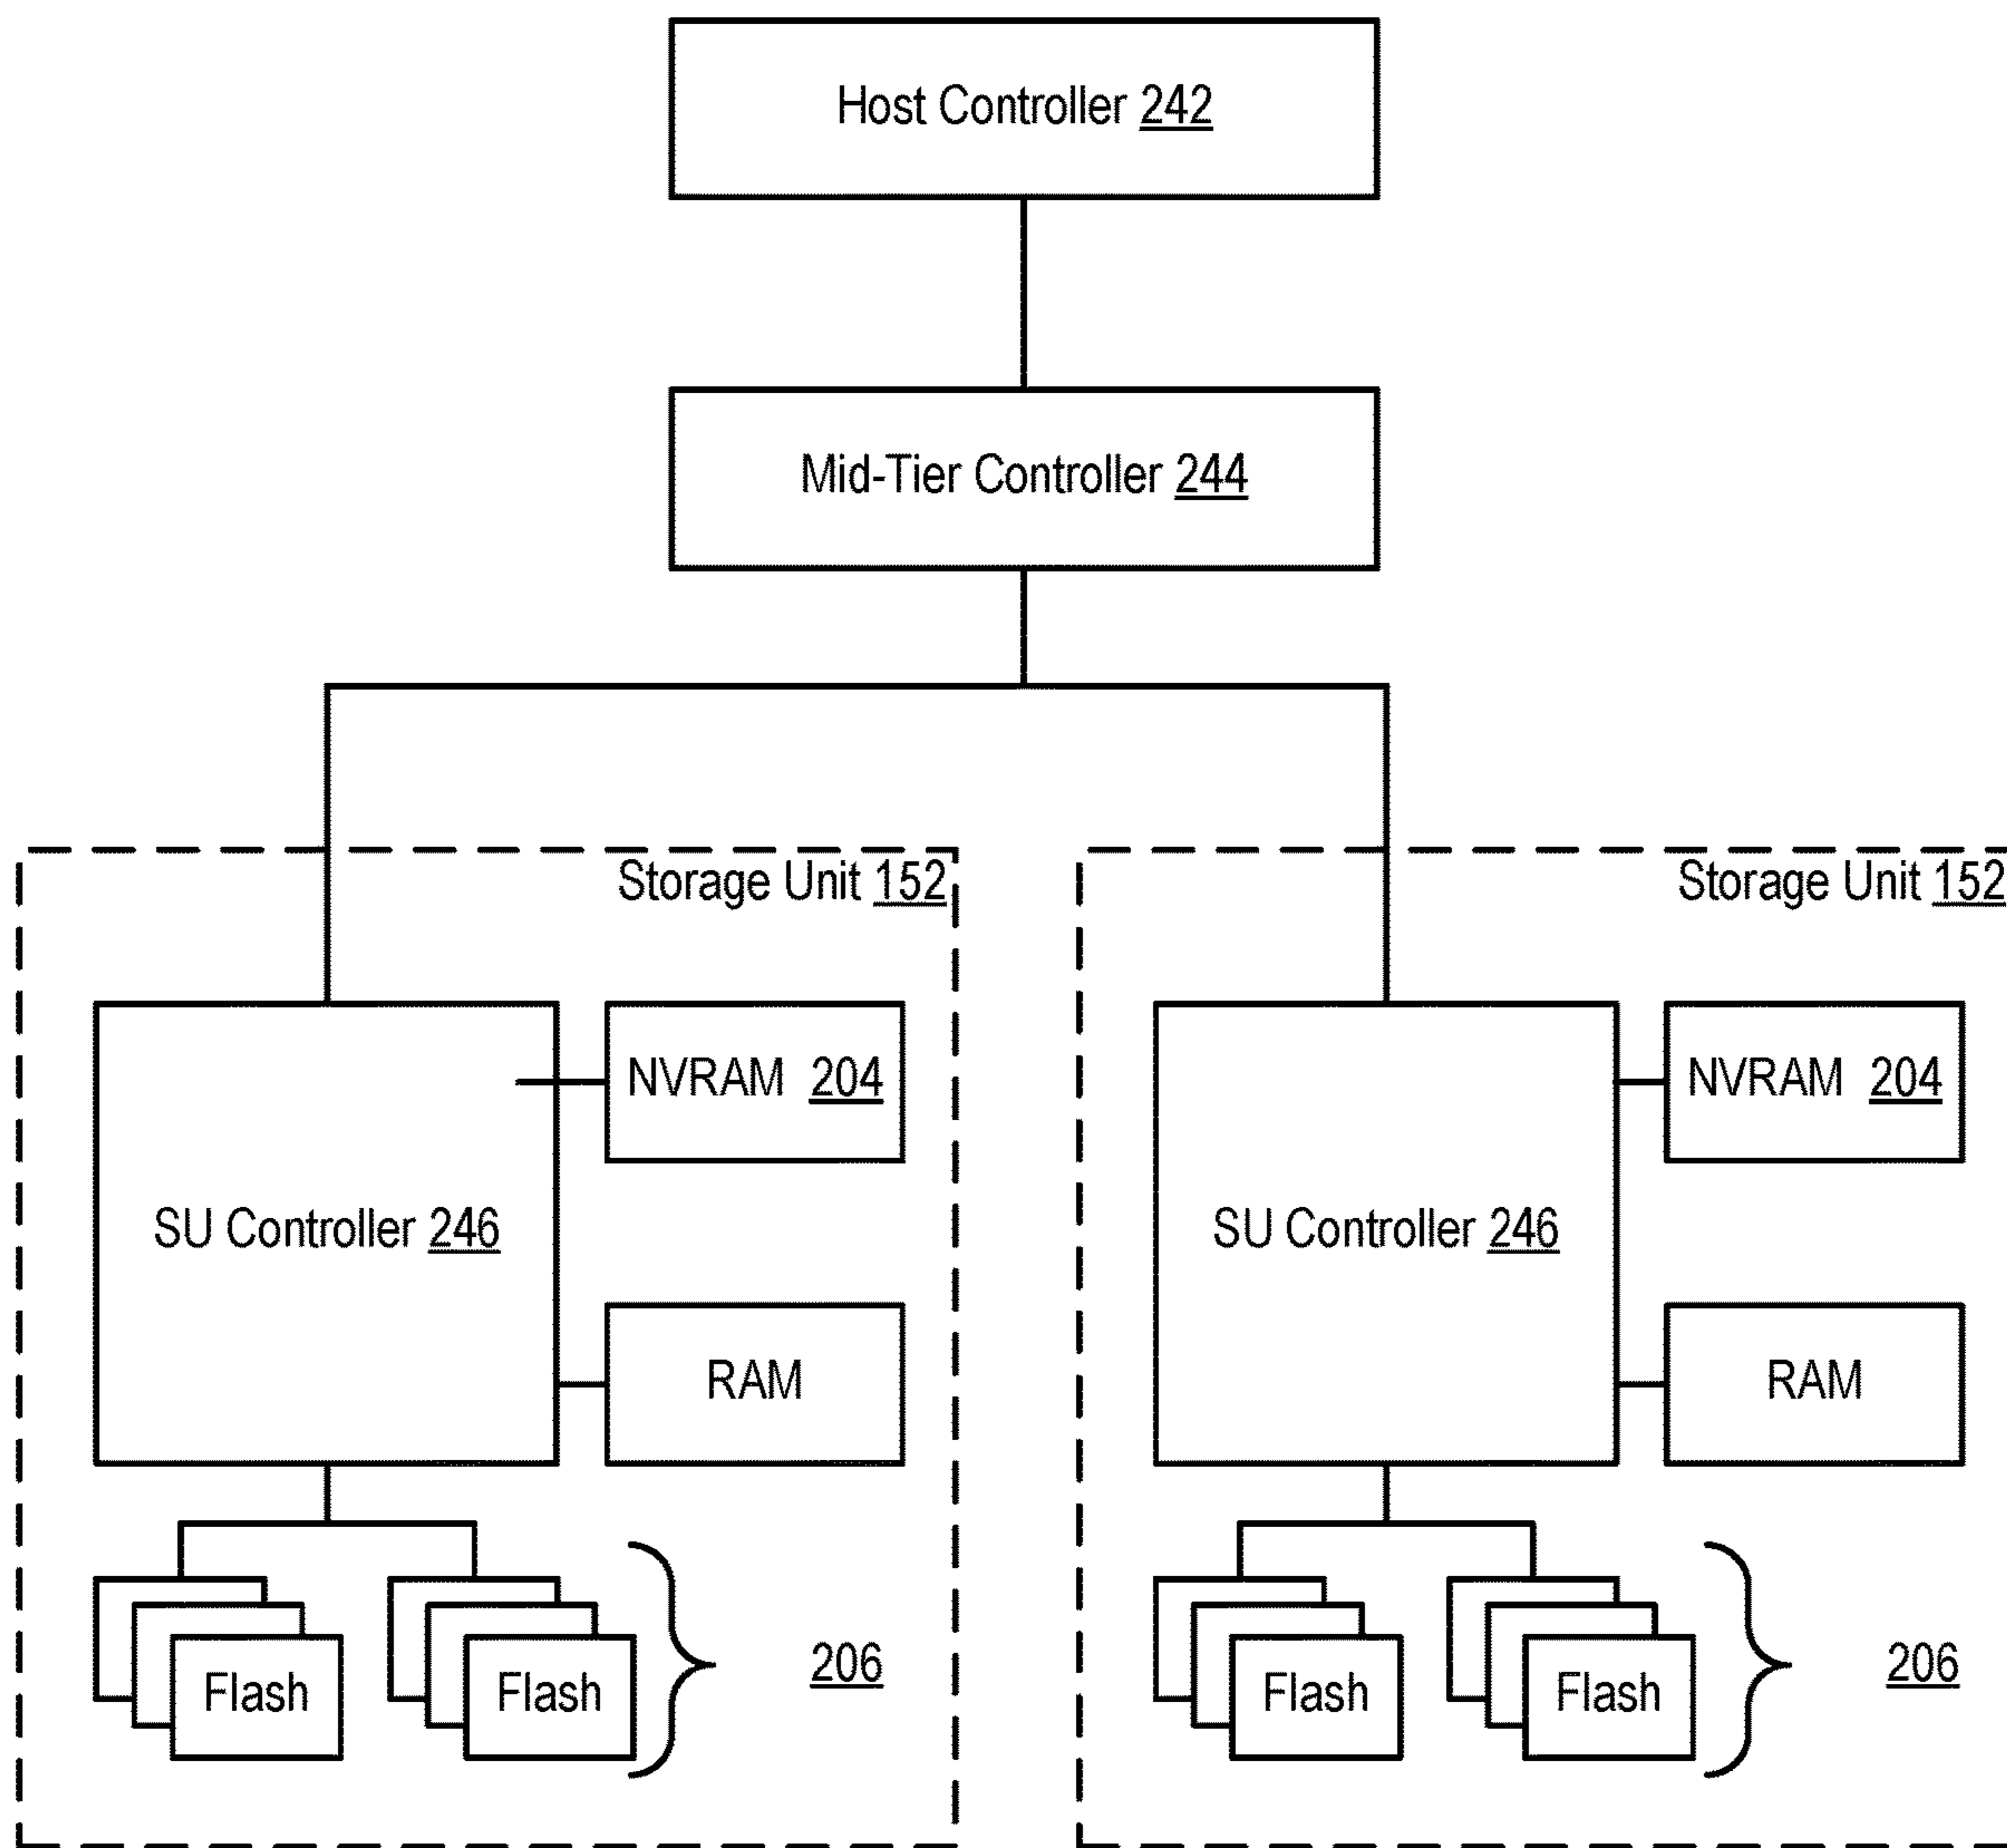 Host Controller 242
Mid-Tier Controller 244
Storage Unit 152
NVRAM 204
SU Controller 246
RAM
Flash
Flash
206
Storage Unit 152
NVRAM 204
SU Controller 246
RAM
Flash
Flash
206